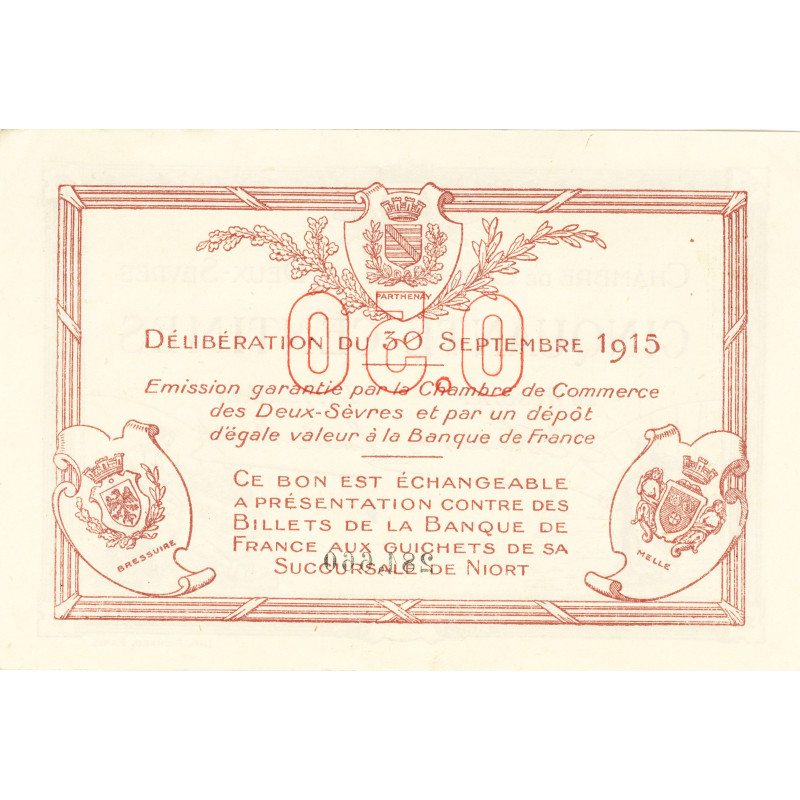 PARTHENAY
0.50
DÉLIBÉRATION DU 30 SEPTEMBRE 1915
Emission garantie par la Chambre de Commerce
des Deux-Sèvres et par un dépôt
d'égale valeur à la Banque de France
CE BON EST ÉCHANGEABLE
A PRÉSENTATION CONTRE DES
BILLETS DE LA BANQUE DE
FRANCE AUX GUICHETS DE SA
SUCCURSALE DE NIORT
BRESSUIRE
MELLE